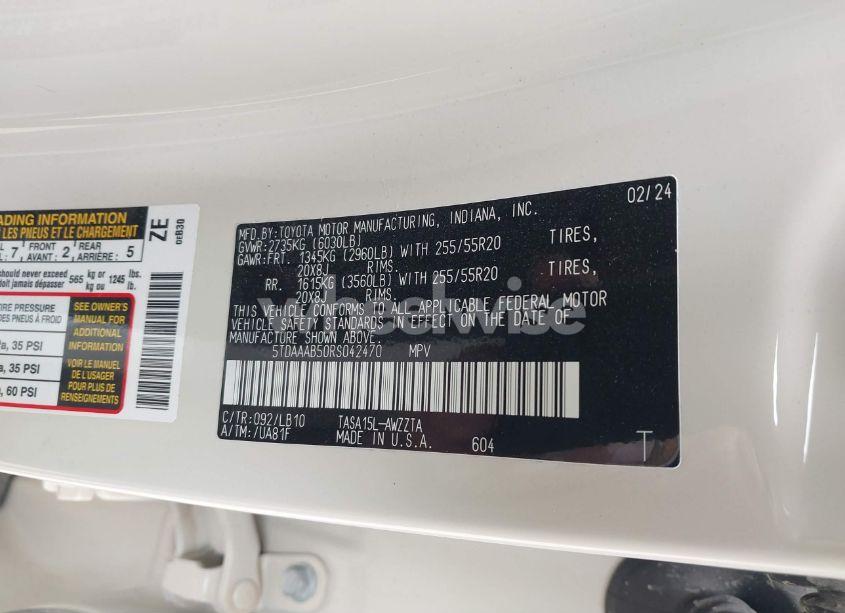 ADING INFORMATION
LES PNEUS ET LE CHARGEMENT
L 7 FRONT AVANT : 2 REAR ARRIÈRE : 5
should never exceed 565 kg or 1245 lbs.
doit jamais dépasser kg ou lb.
TIRE PRESSURE
DES PNEUS À FROID
a, 35 PSI
a, 35 PSI
a, 60 PSI
SEE OWNER'S
MANUAL FOR
ADDITIONAL
INFORMATION
VOIR LE MANUEL
DE L'USAGER
POUR PLUS DE
RENSEIGNEMENTS
ZE
0EB30
02/24
MFD.BY:TOYOTA MOTOR MANUFACTURING, INDIANA, INC.
GVWR:2735KG (6030LB)
GAWR:FRT. 1345KG (2960LB) WITH 255/55R20 TIRES,
20X8J RIMS.
RR. 1615KG (3560LB) WITH 255/55R20 TIRES,
20X8J RIMS.
THIS VEHICLE CONFORMS TO ALL APPLICABLE FEDERAL MOTOR
VEHICLE SAFETY STANDARDS IN EFFECT ON THE DATE OF
MANUFACTURE SHOWN ABOVE.
5TDAAAB50RS042470 MPV
C/TR:092/LB10 TASA15L-AWZZTA
A/TM:/UA81F MADE IN U.S.A. 604
T
wheelwise